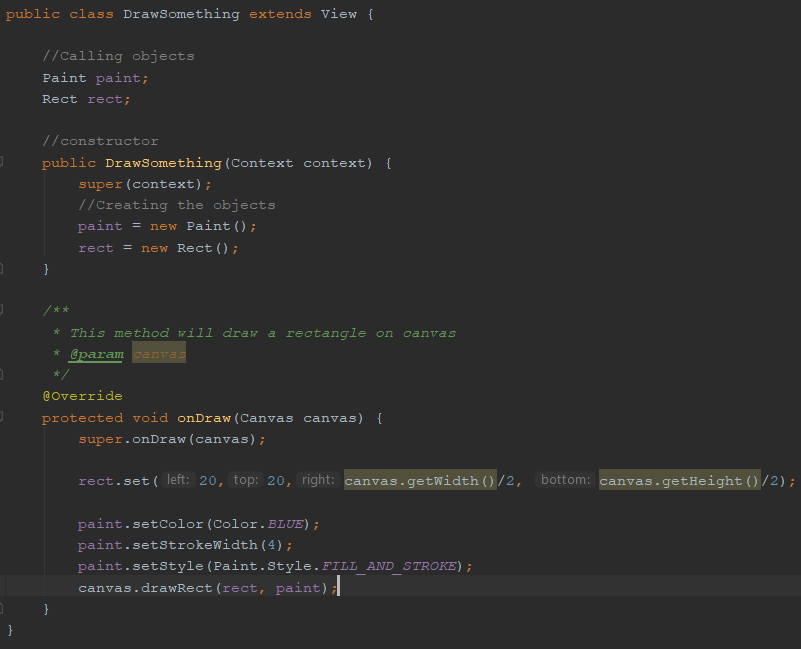 public class DrawSomething extends View {
//Calling objects
Paint paint;
Rect rect;
//constructor
public DrawSomething(Context context) {
super(context);
//Creating the objects
paint = new Paint();
rect = new Rect();
}
/**
* This method will draw a rectangle on canvas
* @param canvas
*/
@Override
protected void onDraw(Canvas canvas) {
super.onDraw(canvas);
rect.set( left: 20, top: 20, right: canvas.getWidth()/2, bottom: canvas.getHeight()/2);
paint.setColor(Color.BLUE);
paint.setStrokeWidth(4);
paint.setStyle(Paint.Style.FILL_AND_STROKE);
canvas.drawRect(rect, paint);
}
}